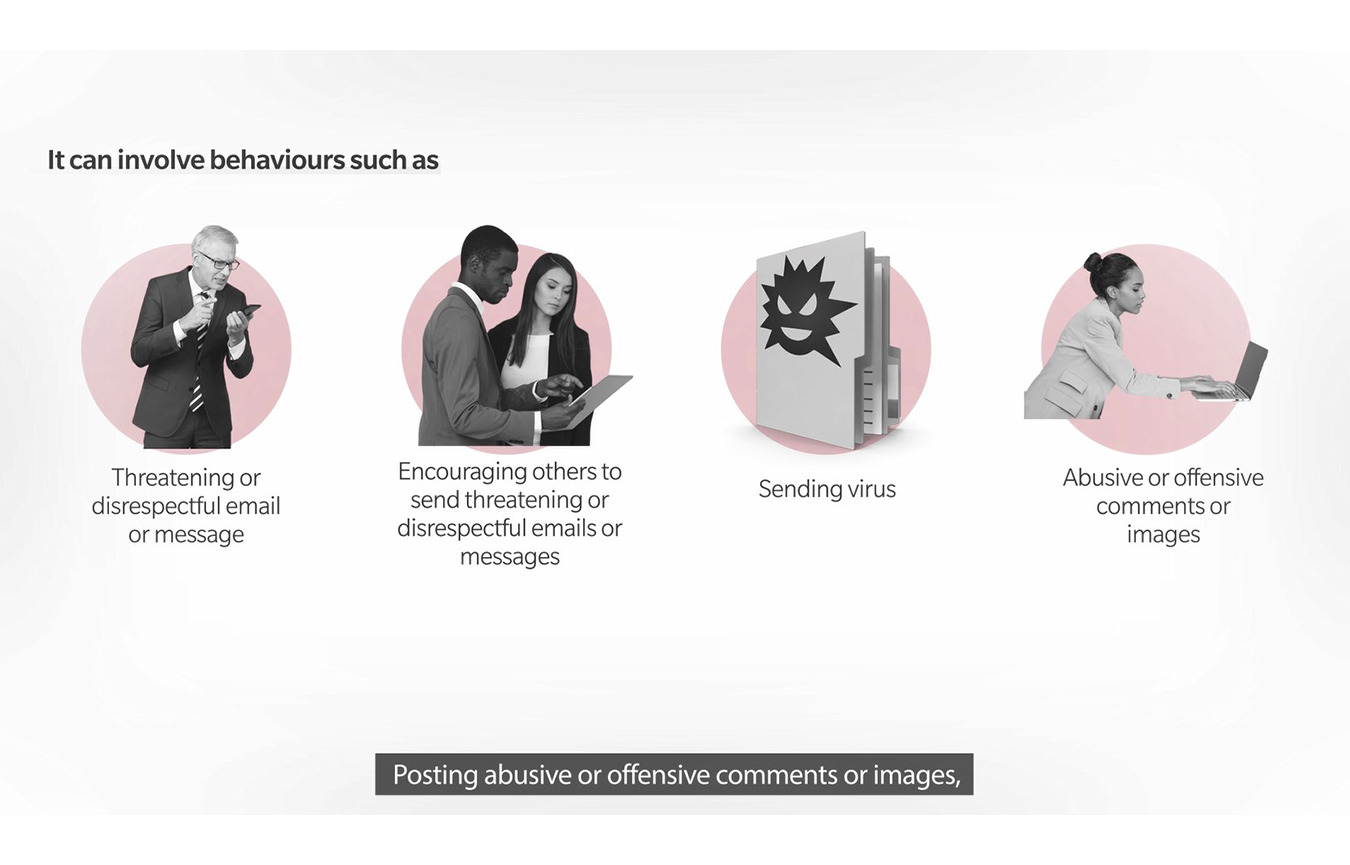 It can involve behaviours such as
Threatening or
disrespectful email
or message
Encouraging others to
send threatening or
disrespectful emails or
messages
Sending virus
Abusive or offensive
comments or
images
Posting abusive or offensive comments or images,